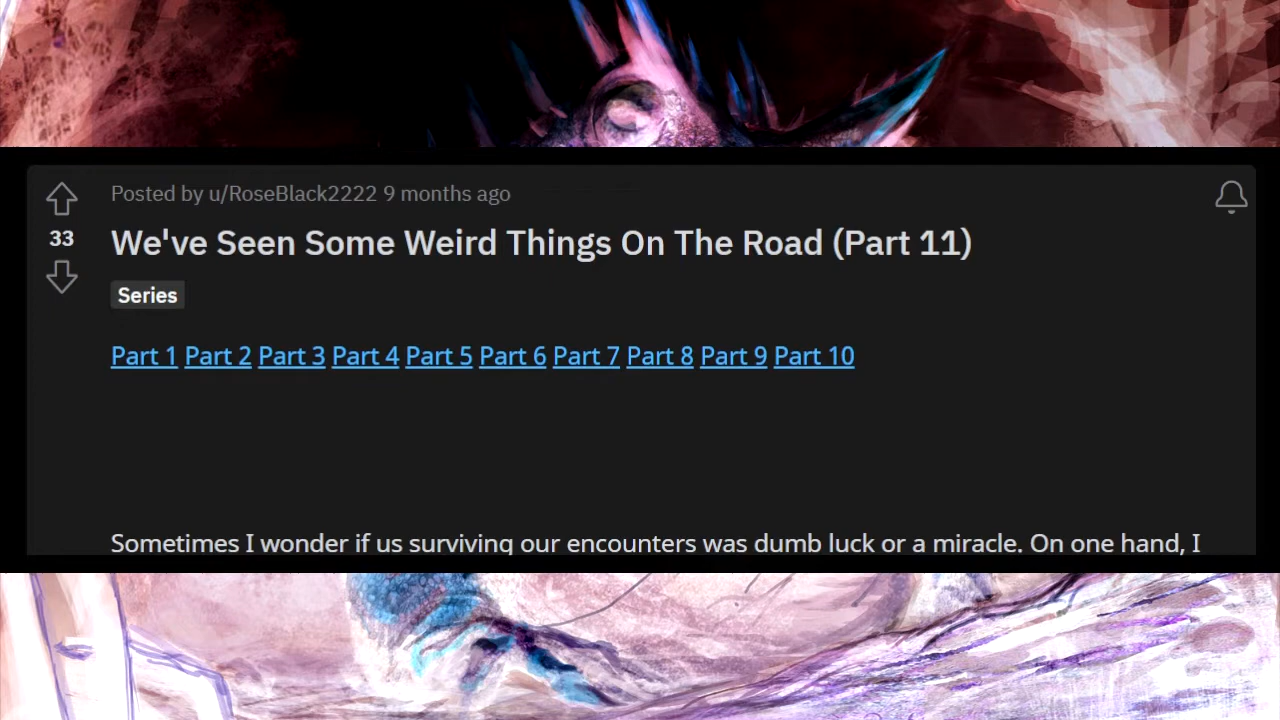 Posted by u/RoseBlack2222 9 months ago
33
We've Seen Some Weird Things On The Road (Part 11)
Series
Part 1 Part 2 Part 3 Part 4 Part 5 Part 6 Part 7 Part 8 Part 9 Part 10
Sometimes I wonder if us surviving our encounters was dumb luck or a miracle. On one hand, I